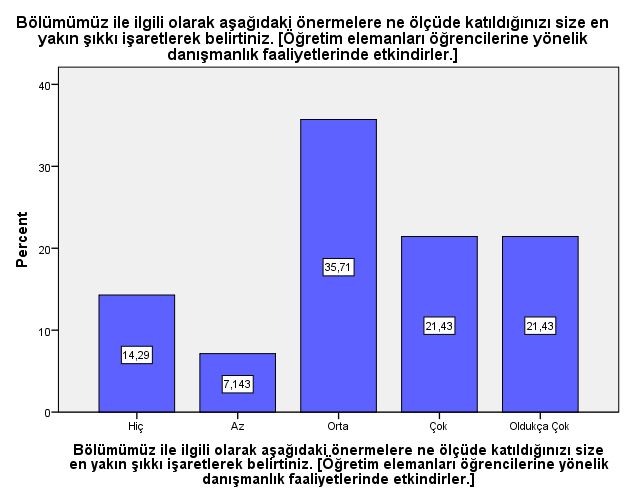 Bölümümüz ile ilgili olarak aşağıdaki önermelere ne ölçüde katıldığınızı size en
yakın şıkkı işaretlerek belirtiniz. [Öğretim elemanları öğrencilerine yönelik
danışmanlık faaliyetlerinde etkindirler.]
40
30
20
10
0
Percent
14,29
7,143
35,71
21,43
21,43
Hiç
Az
Orta
Çok
Oldukça Çok
Bölümümüz ile ilgili olarak aşağıdaki önermelere ne ölçüde katıldığınızı size
en yakın şıkkı işaretlerek belirtiniz. [Öğretim elemanları öğrencilerine yönelik
danışmanlık faaliyetlerinde etkindirler.]